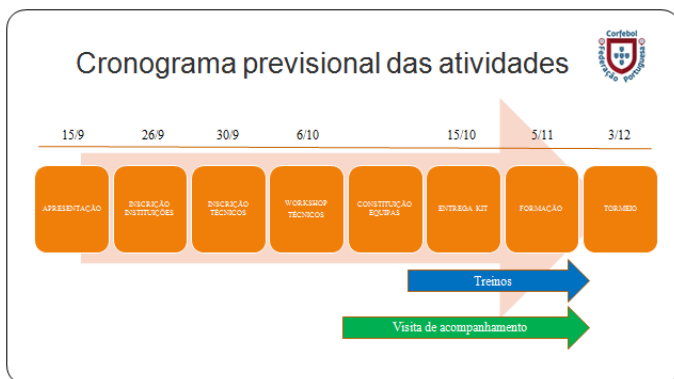 Corfebol
Federação Portuguesa
Cronograma previsional das atividades
15/9
26/9
30/9
6/10
15/10
5/11
3/12
APRESENTAÇÃO
INSCRIÇÃO
INSTITUIÇÕES
INSCRIÇÃO
TÉCNICOS
WORKSHOP
TÉCNICOS
CONSTITUIÇÃO
EQUIPAS
ENTREGA KIT
FORMAÇÃO
TORMEIO
Treinos
Visita de acompanhamento